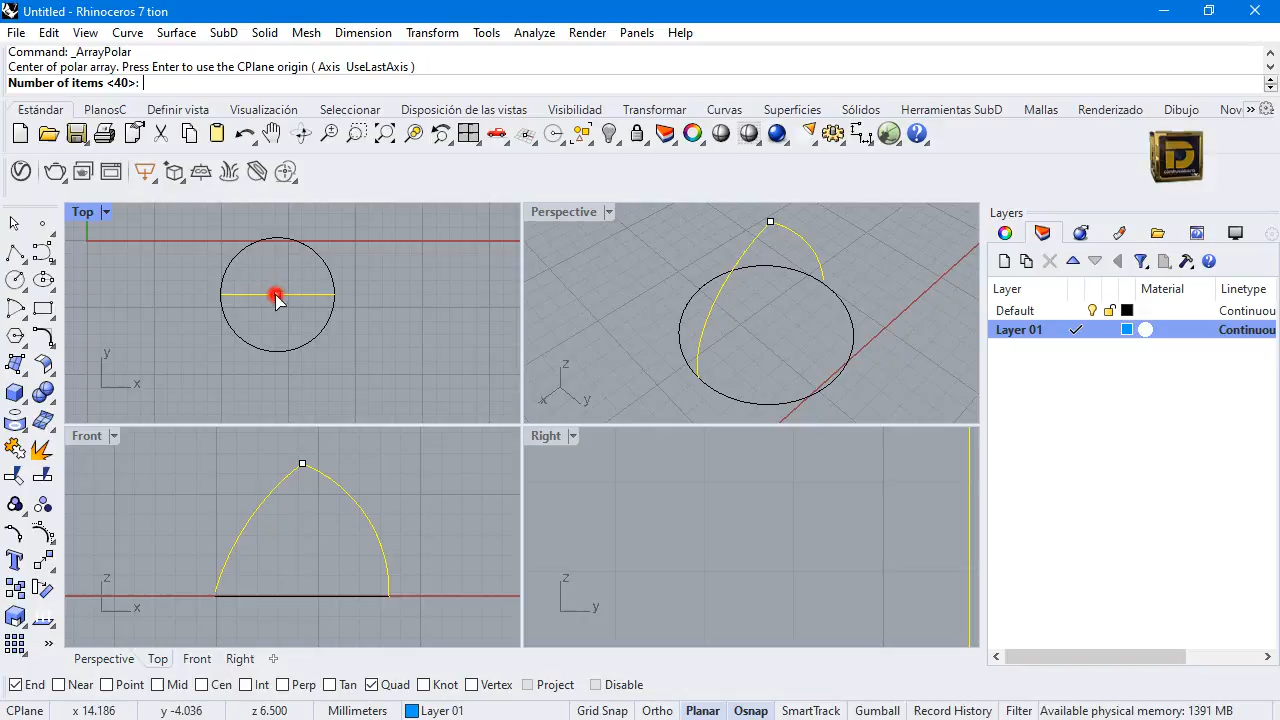 Untitled - Rhinoceros 7 tion
File Edit View Curve Surface SubD Solid Mesh Dimension Transform Tools Analyze Render Panels Help
Command: _ArrayPolar
Center of polar array. Press Enter to use the CPlane origin ( Axis UseLastAxis )
Number of items <40>:
Estándar PlanosC Definir vista Visualización Seleccionar Disposición de las vistas Visibilidad Transformar Curvas Superficies Sólidos Herramientas SubD Mallas Renderizado Dibujo Nov
Top
Perspective
Layers
Layer Material Linetype
Default Continuou
Layer 01 Continuou
y
x
z
x
y
Front
Right
z
x
z
y
Perspective Top Front Right
End Near Point Mid Cen Int Perp Tan Quad Knot Vertex Project Disable
CPlane x 14.186 y -4.036 z 6.500 Millimeters Layer 01 Grid Snap Ortho Planar Osnap SmartTrack Gumball Record History Filter Available physical memory: 1391 MB